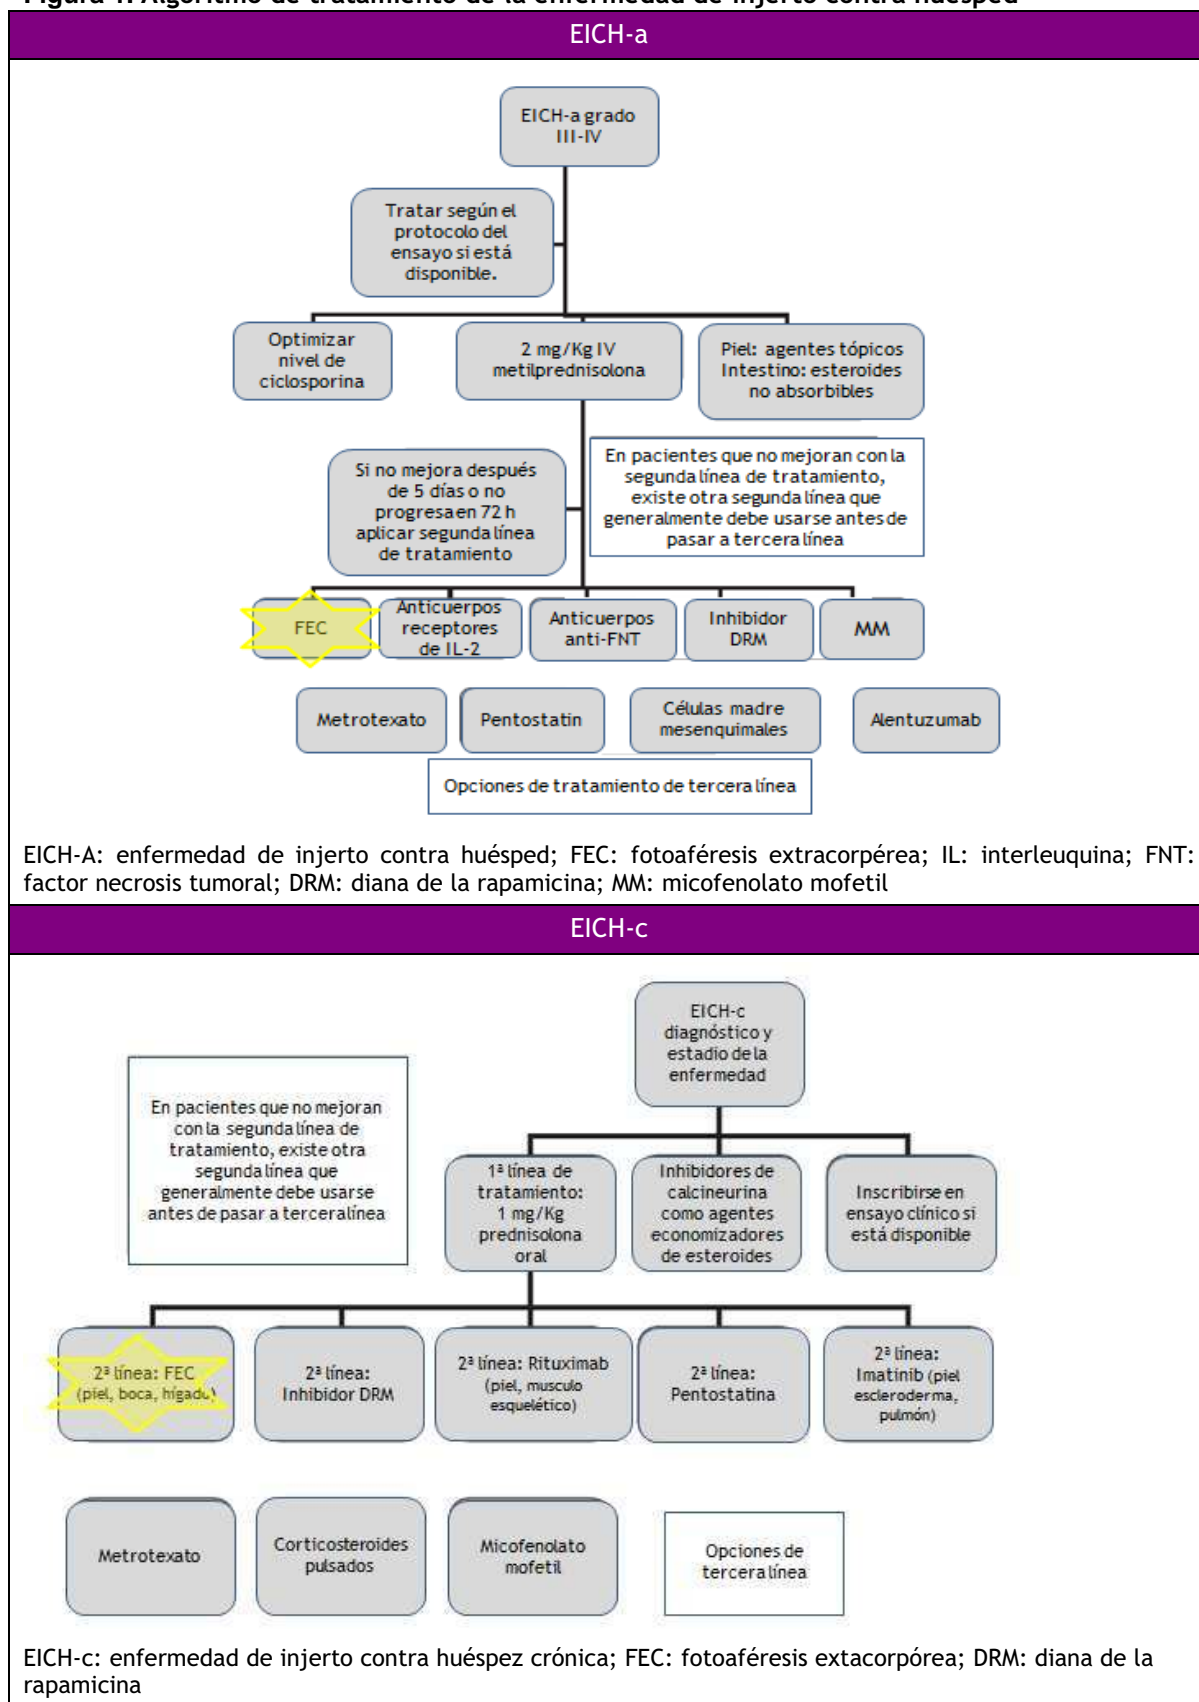 Figura 1. Algoritmo de tratamiento de la enfermedad de injerto contra huésped
EICH-a
EICH-a grado
III-IV
Tratar según el
protocolo del
ensayo si está
disponible.
Optimizar
nivel de
ciclosporina
2 mg/Kg IV
metilprednisolona
Piel: agentes tópicos
Intestino: esteroides
no absorbibles
Si no mejora después
de 5 días o no
progresa en 72 h
aplicar segunda línea
de tratamiento
En pacientes que no mejoran con la
segunda línea de tratamiento,
existe otra segunda línea que
generalmente debe usarse antes de
pasar a tercera línea
FEC
Anticuerpos
receptores
de IL-2
Anticuerpos
anti-FNT
Inhibidor
DRM
MM
Metrotexato
Pentostatin
Células madre
mesenquimales
Alentuzumab
Opciones de tratamiento de tercera línea
EICH-A: enfermedad de injerto contra huésped; FEC: fotoaféresis extracorpérea; IL: interleuquina; FNT:
factor necrosis tumoral; DRM: diana de la rapamicina; MM: micofenolato mofetil
EICH-c
EICH-c
diagnóstico y
estadio de la
enfermedad
En pacientes que no mejoran
con la segunda línea de
tratamiento, existe otra
segunda línea que
generalmente debe usarse
antes de pasar a tercera línea
1ª línea de
tratamiento:
1 mg/Kg
prednisolona
oral
Inhibidores de
calcineurina
como agentes
economizadores
de esteroides
Inscribirse en
ensayo clínico si
está disponible
2ª línea: FEC
(piel, boca, hígado)
2ª línea:
Inhibidor DRM
2ª línea: Rituximab
(piel, musculo
esquelético)
2ª línea:
Pentostatina
2ª línea:
Imatinib (piel
escleroderma,
pulmón)
Metrotexato
Corticosteroides
pulsados
Micofenolato
mofetil
Opciones de
tercera línea
EICH-c: enfermedad de injerto contra huéspez crónica; FEC: fotoaféresis extacorpórea; DRM: diana de la
rapamicina